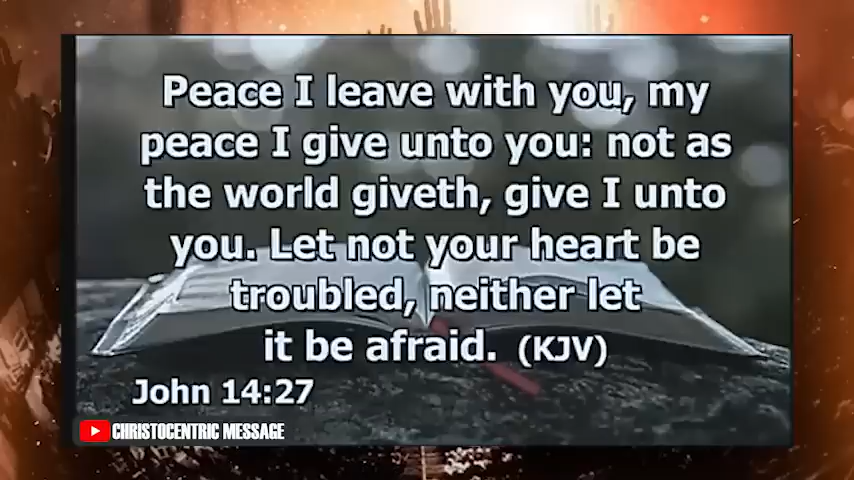 Peace I leave with you, my
peace I give unto you: not as
the world giveth, give I unto
you. Let not your heart be
troubled, neither let
it be afraid. (KJV)
John 14:27
CHRISTOCENTRIC MESSAGE